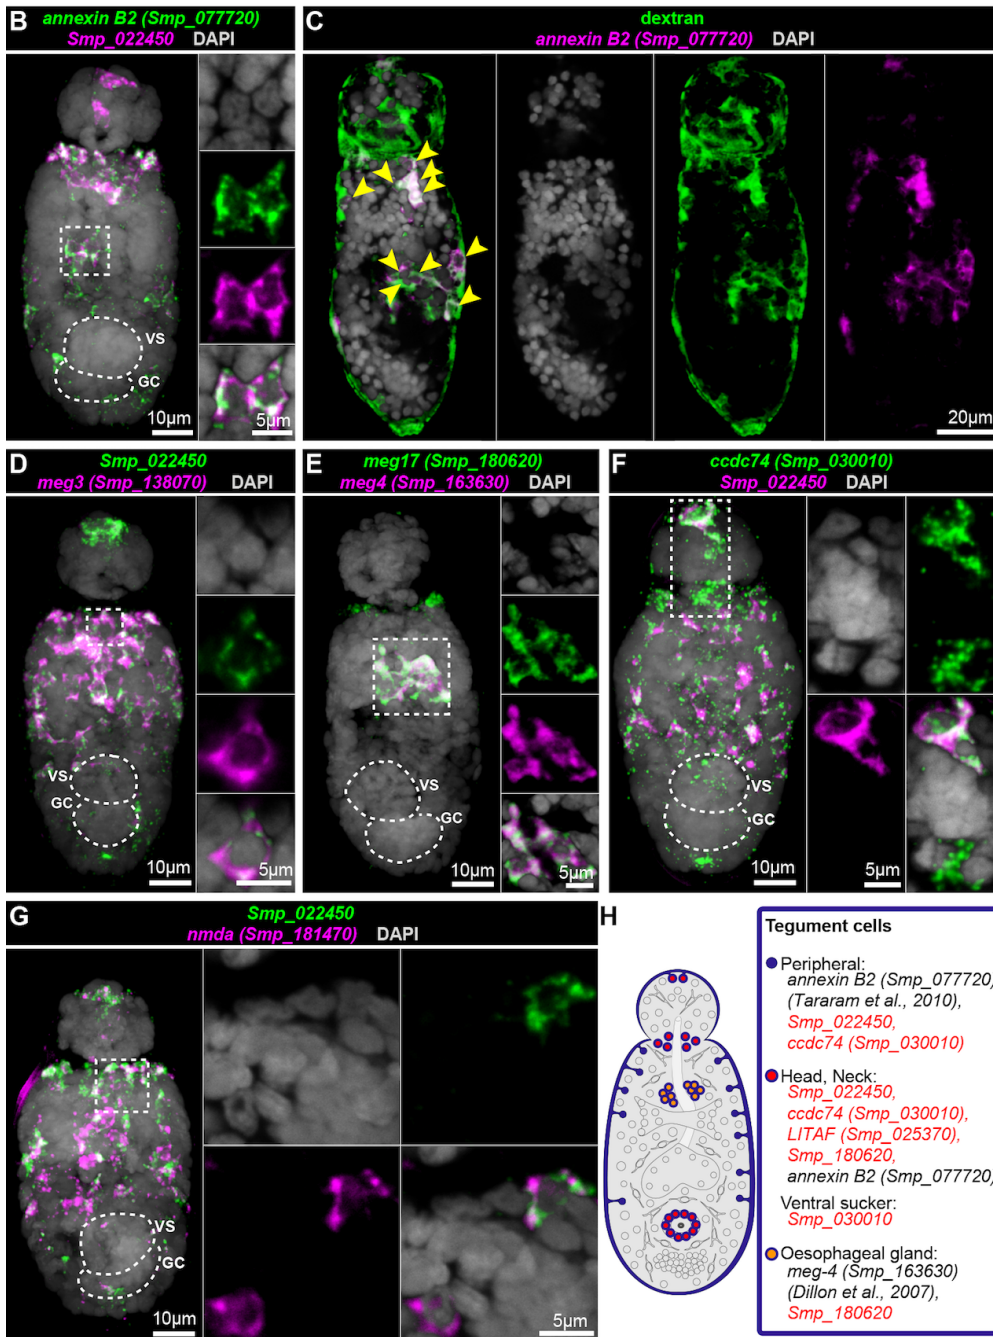 B
annexin B2 (Smp_077720)
Smp_022450 DAPI
VS
GC
10µm
5µm
C
dextran
annexin B2 (Smp_077720) DAPI
20µm
D
Smp_022450
meg3 (Smp_138070) DAPI
VS
GC
10µm
5µm
E
meg17 (Smp_180620)
meg4 (Smp_163630) DAPI
VS
GC
10µm
5µm
F
ccdc74 (Smp_030010)
Smp_022450 DAPI
VS
GC
10µm
5µm
G
Smp_022450
nmda (Smp_181470) DAPI
VS
GC
10µm
5µm
H
Tegument cells
Peripheral:
annexin B2 (Smp_077720)
(Tararam et al., 2010),
Smp_022450,
ccdc74 (Smp_030010)
Head, Neck:
Smp_022450,
ccdc74 (Smp_030010),
LITAF (Smp_025370),
Smp_180620,
annexin B2 (Smp_077720)
Ventral sucker:
Smp_030010
Oesophageal gland:
meg-4 (Smp_163630)
(Dillon et al., 2007),
Smp_180620